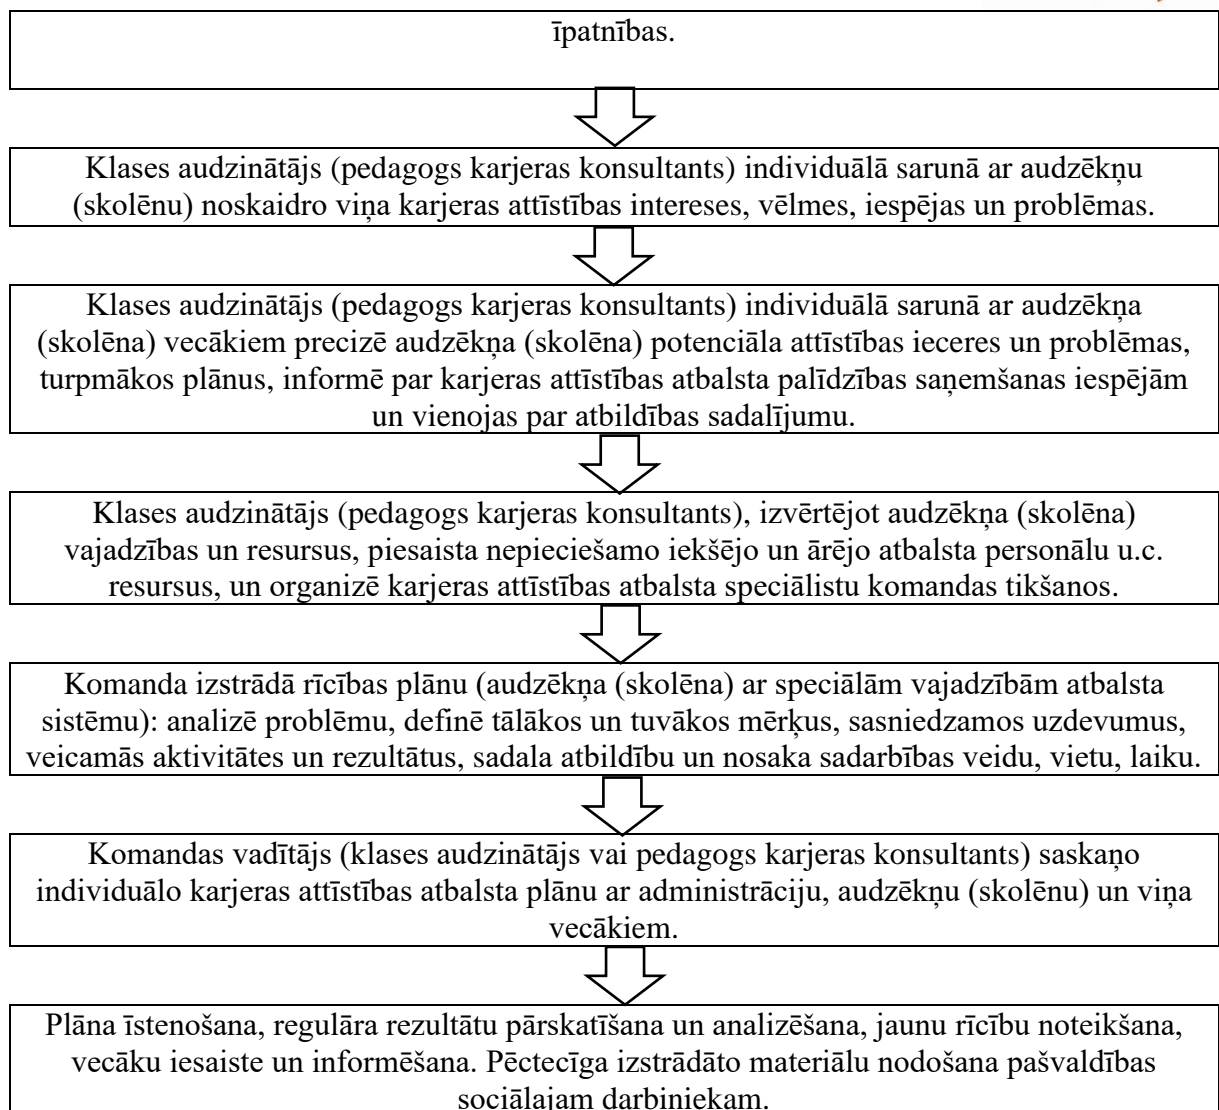 īpatnības.
Klases audzinātājs (pedagogs karjeras konsultants) individuālā sarunā ar audzēkņu
(skolēnu) noskaidro viņa karjeras attīstības intereses, vēlmes, iespējas un problēmas.
Klases audzinātājs (pedagogs karjeras konsultants) individuālā sarunā ar audzēkņa
(skolēna) vecākiem precizē audzēkņa (skolēna) potenciāla attīstības ieceres un problēmas,
turpmākos plānus, informē par karjeras attīstības atbalsta palīdzības saņemšanas iespējām
un vienojas par atbildības sadalījumu.
Klases audzinātājs (pedagogs karjeras konsultants), izvērtējot audzēkņa (skolēna)
vajadzības un resursus, piesaista nepieciešamo iekšējo un ārējo atbalsta personālu u.c.
resursus, un organizē karjeras attīstības atbalsta speciālistu komandas tikšanos.
Komanda izstrādā rīcības plānu (audzēkņa (skolēna) ar speciālām vajadzībām atbalsta
sistēmu): analizē problēmu, definē tālākos un tuvākos mērķus, sasniedzamos uzdevumus,
veicamās aktivitātes un rezultātus, sadala atbildību un nosaka sadarbības veidu, vietu, laiku.
Komandas vadītājs (klases audzinātājs vai pedagogs karjeras konsultants) saskaņo
individuālo karjeras attīstības atbalsta plānu ar administrāciju, audzēkņu (skolēnu) un viņa
vecākiem.
Plāna īstenošana, regulāra rezultātu pārskatīšana un analizēšana, jaunu rīcību noteikšana,
vecāku iesaiste un informēšana. Pēctecīga izstrādāto materiālu nodošana pašvaldības
sociālajam darbiniekam.